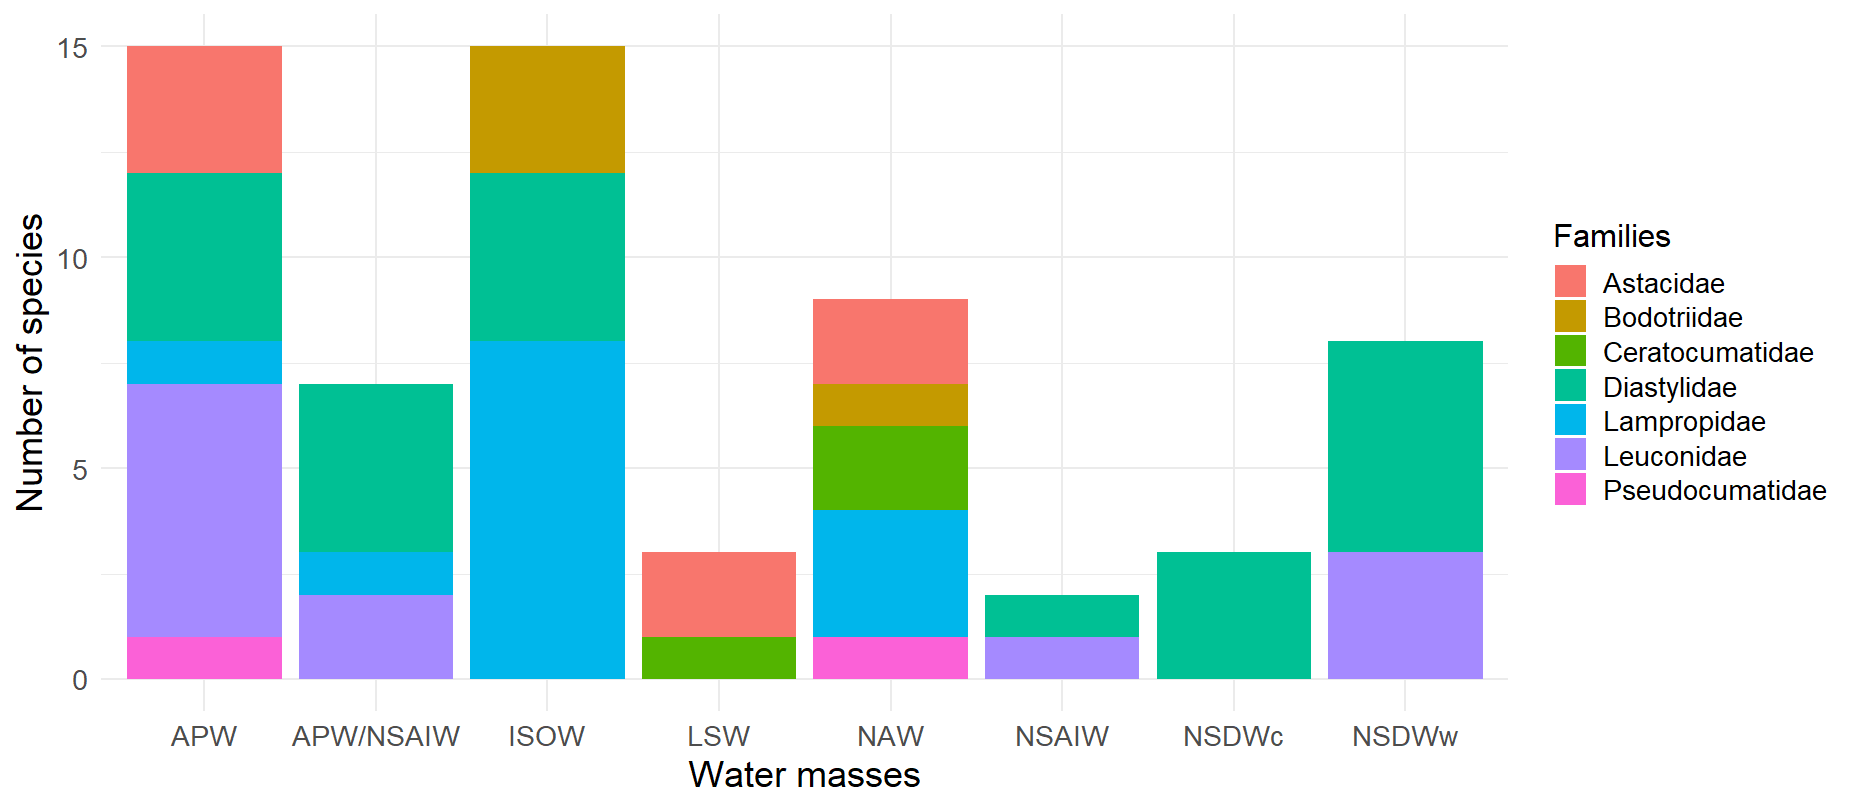 Number of species
15
10
5
0
APW
APW/NSAIW
ISOW
LSW
NAW
NSAIW
NSDWc
NSDWw
Water masses
Families
Astacidae
Bodotriidae
Ceratocumatidae
Diastylidae
Lampropidae
Leuconidae
Pseudocumatidae